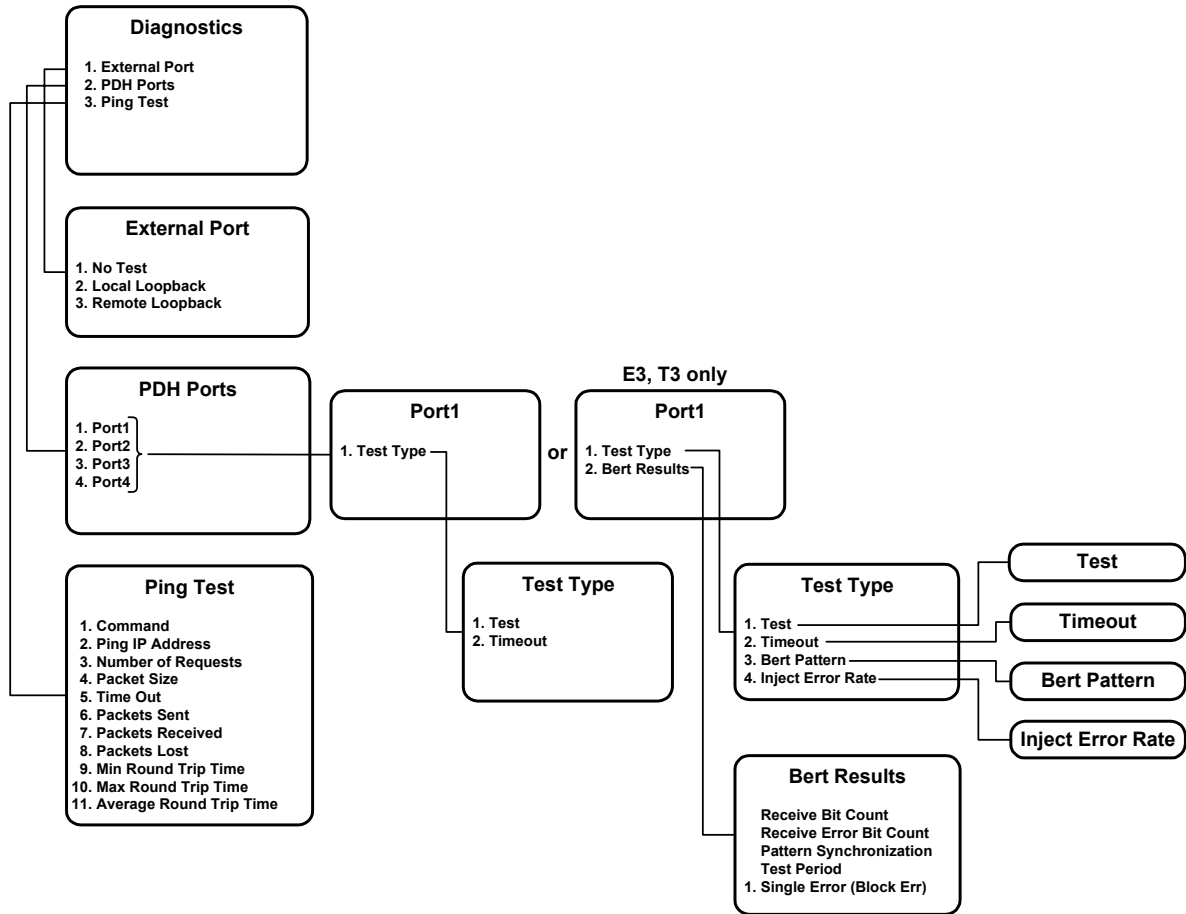 Diagnostics
1. External Port
2. PDH Ports
3. Ping Test
External Port
1. No Test
2. Local Loopback
3. Remote Loopback
PDH Ports
1. Port1
2. Port2
3. Port3
4. Port4
Port1
1. Test Type
or
E3, T3 only
Port1
1. Test Type
2. Bert Results
Ping Test
1. Command
2. Ping IP Address
3. Number of Requests
4. Packet Size
5. Time Out
6. Packets Sent
7. Packets Received
8. Packets Lost
9. Min Round Trip Time
10. Max Round Trip Time
11. Average Round Trip Time
Test Type
1. Test
2. Timeout
Test Type
1. Test
2. Timeout
3. Bert Pattern
4. Inject Error Rate
Test
Timeout
Bert Pattern
Inject Error Rate
Bert Results
Receive Bit Count
Receive Error Bit Count
Pattern Synchronization
Test Period
1. Single Error (Block Err)